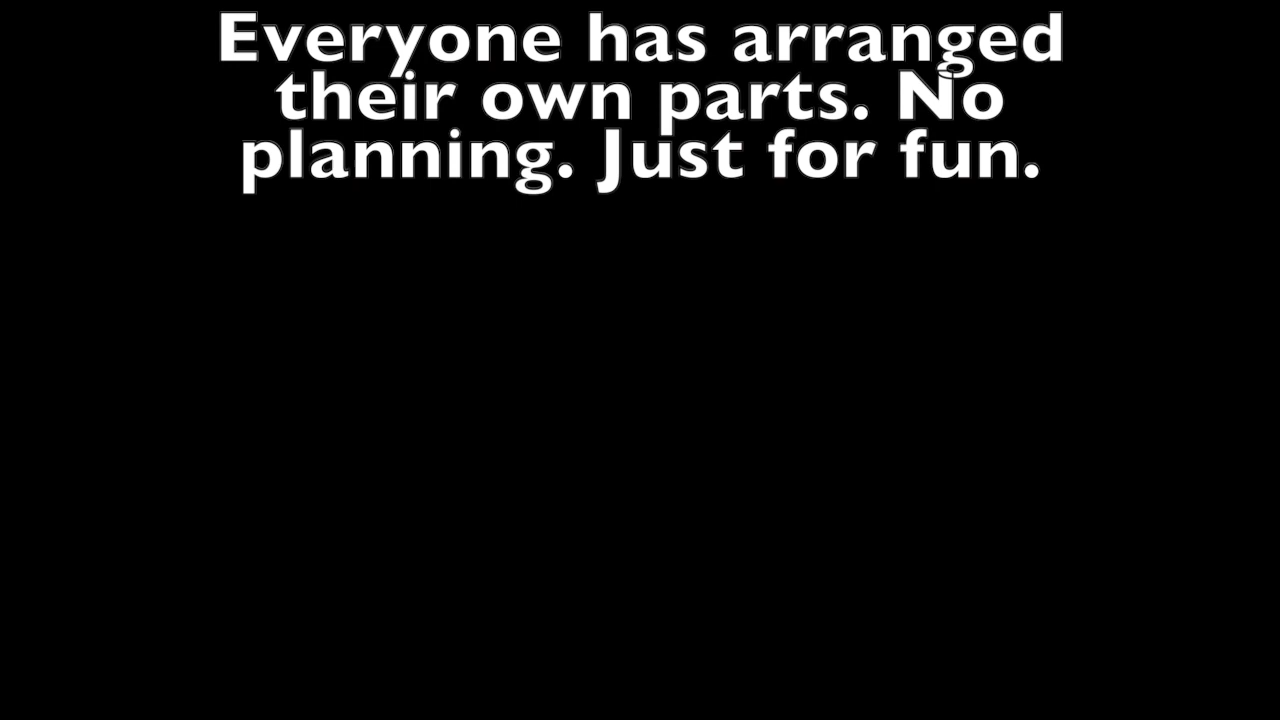 Everyone has arranged
their own parts. No
planning. Just for fun.